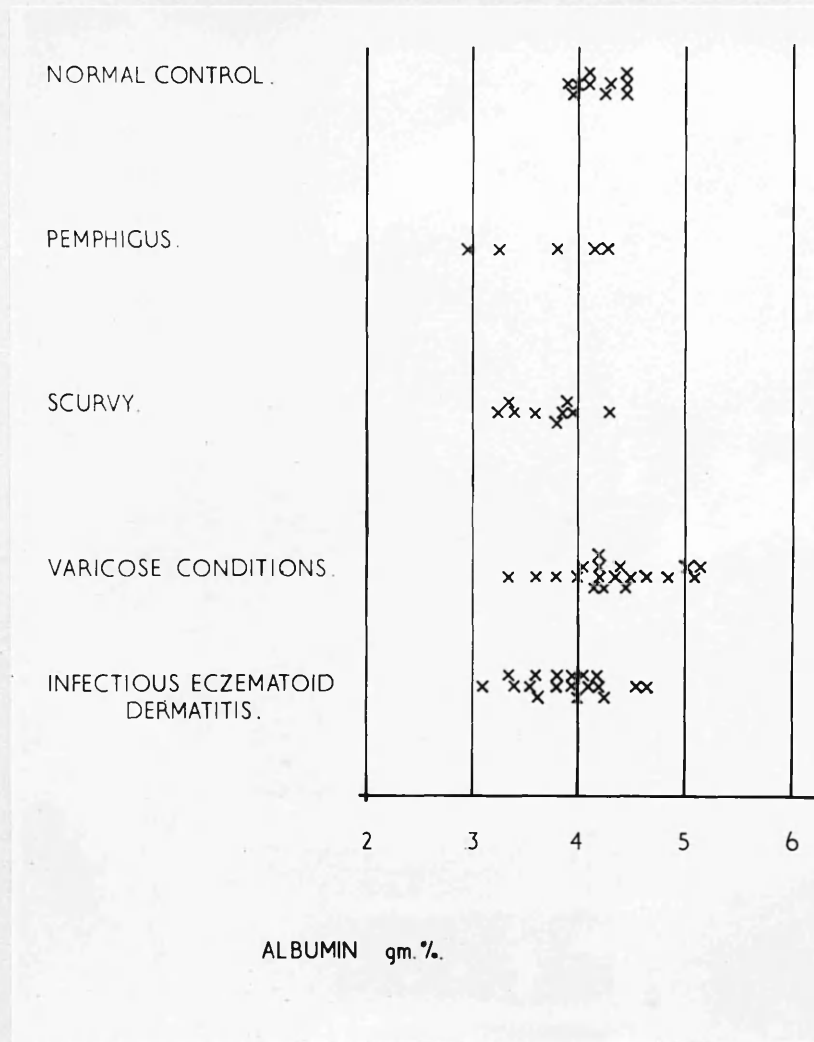 NORMAL CONTROL.
PEMPHIGUS.
SCURVY.
VARICOSE CONDITIONS.
INFECTIOUS ECZEMATOID
DERMATITIS.
2 3 4 5 6
ALBUMIN gm.%.